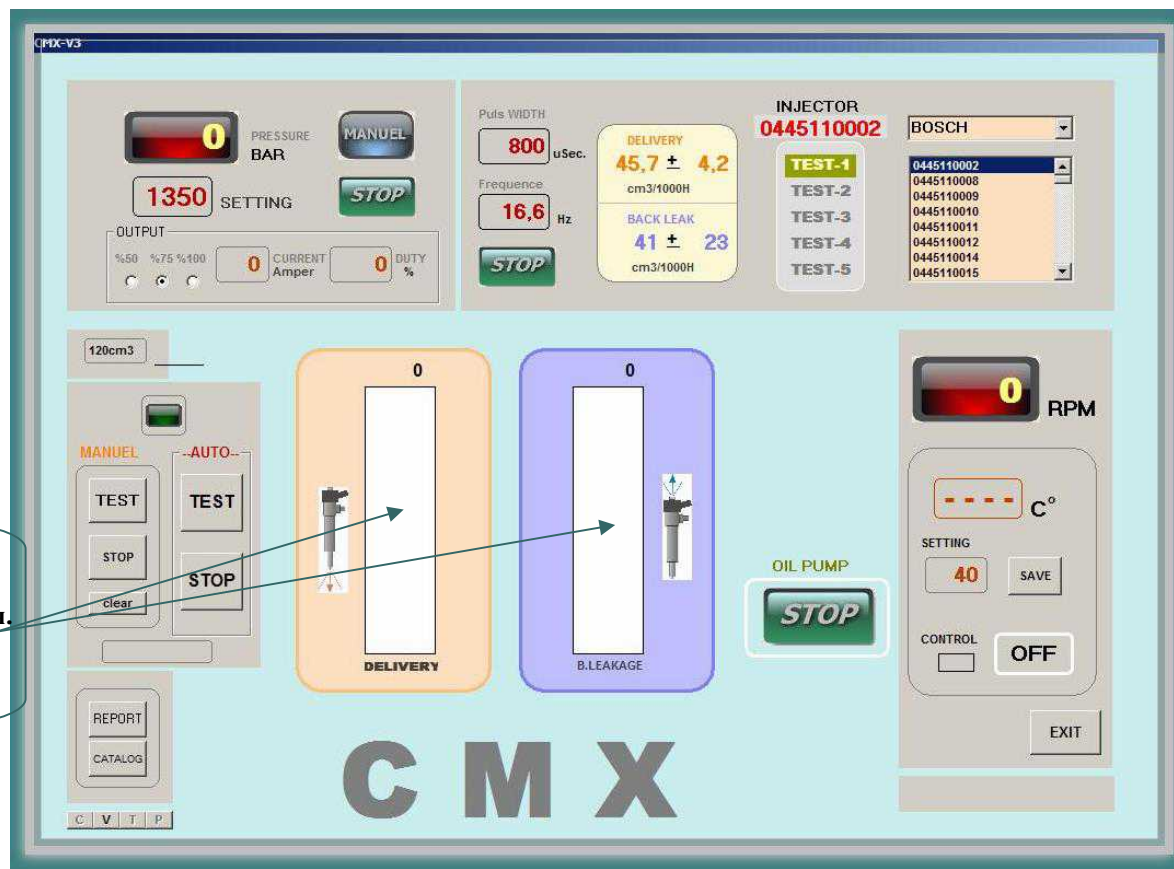 CMX-V3
0
PRESSURE
BAR
MANUEL
1350 SETTING
STOP
OUTPUT
%50 %75 %100
0 CURRENT
Amper
0 DUTY
%
Puls WIDTH
800 uSec.
Frequence
16,6 Hz
STOP
DELIVERY
45,7 ± 4,2
cm3/1000H
BACK LEAK
41 ± 23
cm3/1000H
INJECTOR
0445110002
TEST-1
TEST-2
TEST-3
TEST-4
TEST-5
BOSCH
0445110002
0445110008
0445110009
0445110010
0445110011
0445110012
0445110014
0445110015
120cm3
MANUEL
TEST
STOP
clear
--AUTO--
TEST
STOP
0
DELIVERY
0
B.LEAKAGE
OIL PUMP
STOP
0 RPM
---- C°
SETTING
40 SAVE
CONTROL
OFF
EXIT
REPORT
CATALOG
C V T P
CMX